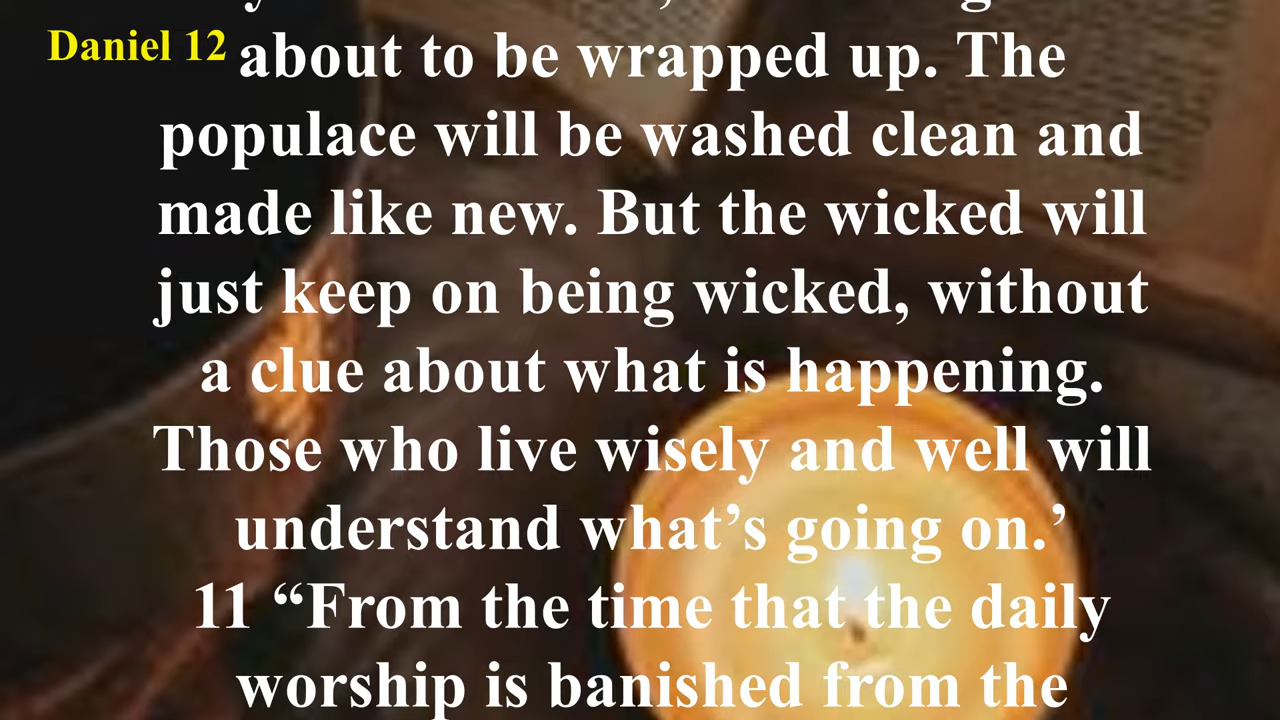 Daniel 12
about to be wrapped up. The
populace will be washed clean and
made like new. But the wicked will
just keep on being wicked, without
a clue about what is happening.
Those who live wisely and well will
understand what’s going on.’
11 “From the time that the daily
worship is banished from the